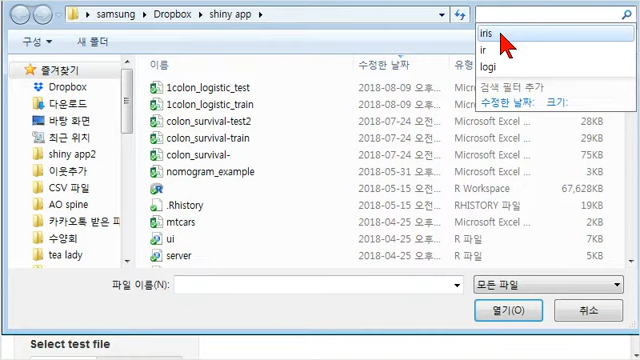 samsung ▸ Dropbox ▸ shiny app ▸
iris
구성 새 폴더
ir
logi
검색 필터 추가
수정한 날짜: 크기:
즐겨찾기
Dropbox
다운로드
바탕 화면
최근 위치
shiny app2
이웃추가
CSV 파일
AO spine
카카오톡 받은 파
수양회
tea lady
이름 수정한 날짜 유형
1colon_logistic_test 2018-08-09 오후... Microsoft Excel ...
1colon_logistic_train 2018-08-09 오후... Microsoft Excel ...
colon_survival-test2 2018-07-24 오전... Microsoft Excel ... 28KB
colon_survival-train 2018-07-24 오전... Microsoft Excel ... 28KB
colon_survival- 2018-07-24 오전... Microsoft Excel ... 75KB
nomogram_example 2018-05-31 오후... Microsoft Excel ... 3KB
2018-05-15 오전... R Workspace 67,628KB
.Rhistory 2018-05-15 오전... RHISTORY 파일 19KB
mtcars 2018-04-25 오후... Microsoft Excel ... 2KB
ui 2018-04-25 오후... R 파일 7KB
server 2018-04-25 오후... R 파일 5KB
파일 이름(N): 모든 파일
열기(O) 취소
Select test file